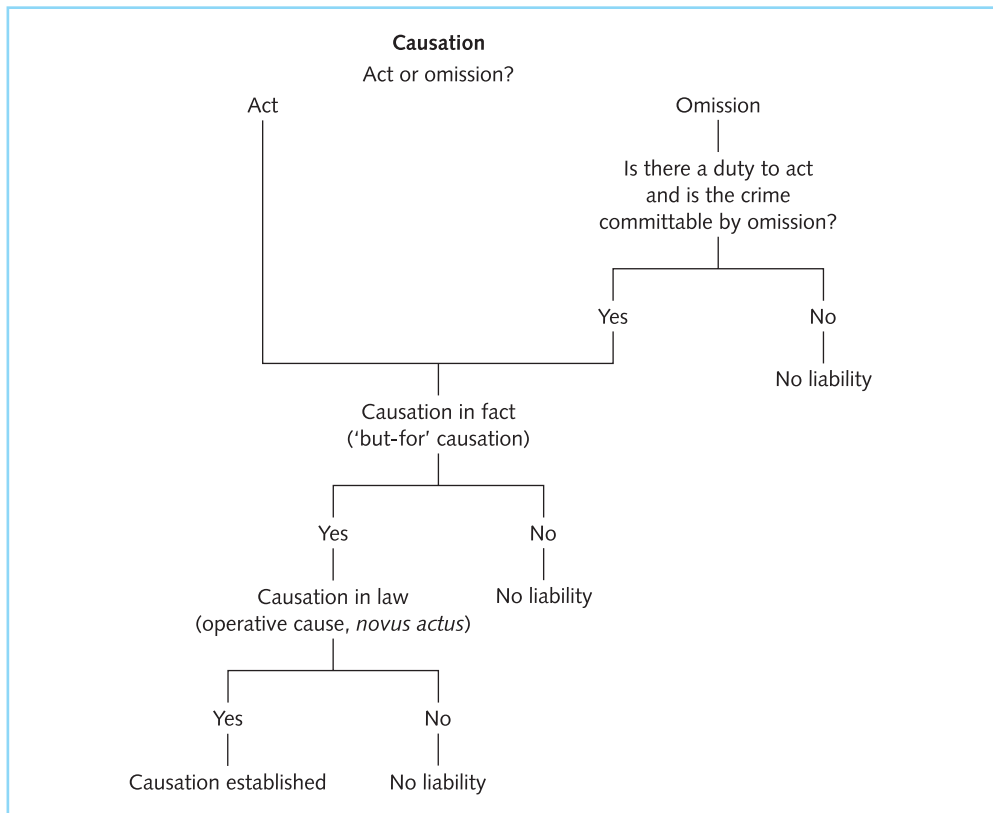 Causation
Act or omission?
Act
Omission
Is there a duty to act
and is the crime
committable by omission?
Yes
No
No liability
Causation in fact
(‘but-for’ causation)
Yes
No
No liability
Causation in law
(operative cause, novus actus)
Yes
No
Causation established
No liability